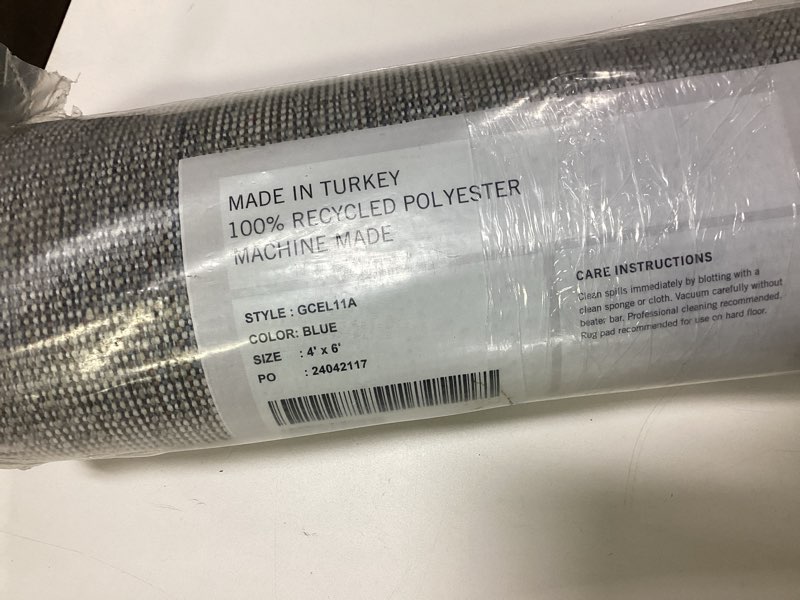 MADE IN TURKEY
100% RECYCLED POLYESTER
MACHINE MADE
STYLE : GCEL11A
COLOR: BLUE
SIZE : 4' x 6'
PO : 24042117
CARE INSTRUCTIONS
Clean spills immediately by blotting with a
clean sponge or cloth. Vacuum carefully without
beater bar. Professional cleaning recommended.
Rug pad recommended for use on hard floor.